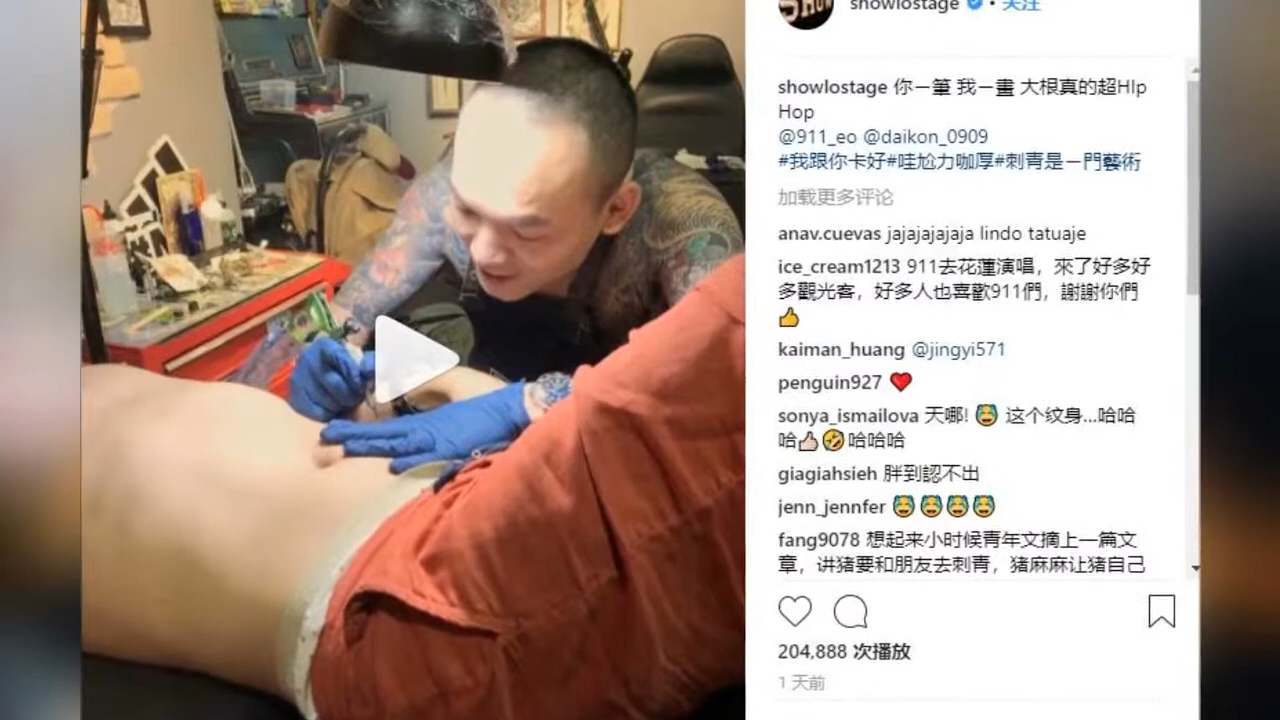 SHOW
showlostage • 关注
showlostage 你一筆 我一畫 大根真的超HIp
Hop
@911_eo @daikon_0909
#我跟你卡好#哇尬力咖厚#刺青是一門藝術
加载更多评论
anav.cuevas jajajajajaja lindo tatuaje
ice_cream1213 911去花蓮演唱，來了好多好
多觀光客，好多人也喜歡911們，謝謝你們
👍
kaiman_huang @jingyi571
penguin927 ❤️
sonya_ismailova 天哪! 😹 这个纹身...哈哈
哈👍🏻🤣哈哈哈
giagiahsieh 胖到認不出
jenn_jennfer 😹😹😹😹
fang9078 想起来小时候青年文摘上一篇文
章，讲猪要和朋友去刺青，猪麻麻让猪自己
204,888 次播放
1 天前